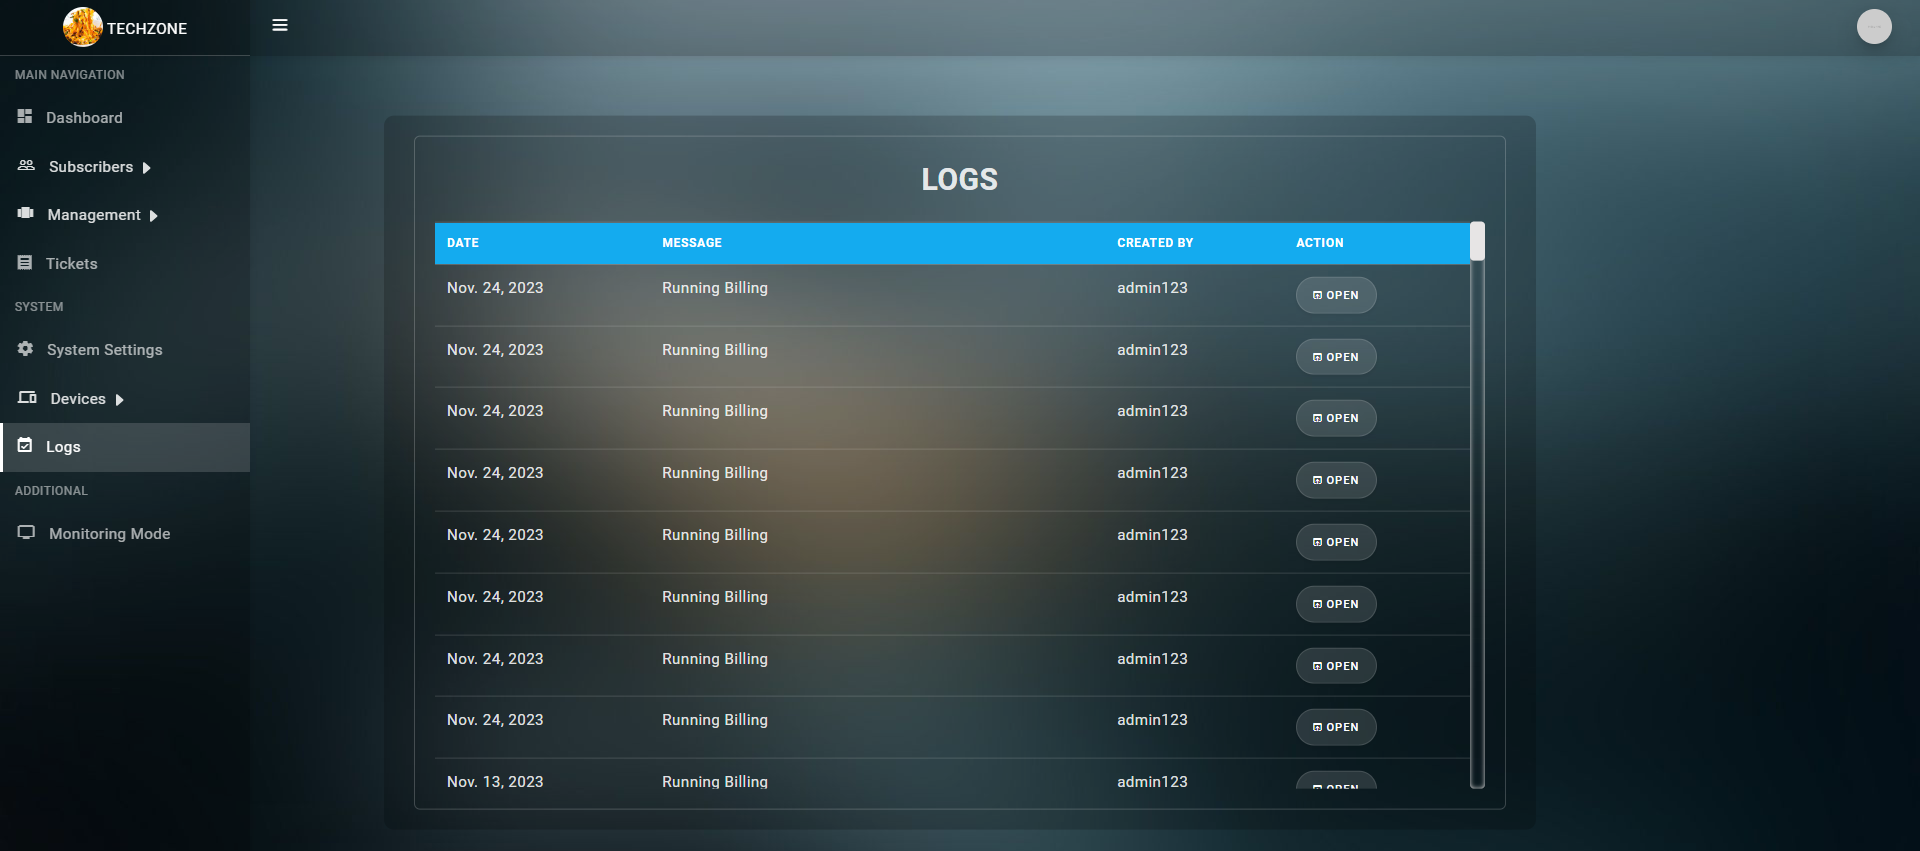 TECHZONE
MAIN NAVIGATION
Dashboard
Subscribers
Management
Tickets
SYSTEM
System Settings
Devices
Logs
ADDITIONAL
Monitoring Mode
LOGS
DATE MESSAGE CREATED BY ACTION
Nov. 24, 2023 Running Billing admin123 OPEN
Nov. 24, 2023 Running Billing admin123 OPEN
Nov. 24, 2023 Running Billing admin123 OPEN
Nov. 24, 2023 Running Billing admin123 OPEN
Nov. 24, 2023 Running Billing admin123 OPEN
Nov. 24, 2023 Running Billing admin123 OPEN
Nov. 24, 2023 Running Billing admin123 OPEN
Nov. 24, 2023 Running Billing admin123 OPEN
Nov. 13, 2023 Running Billing admin123 OPEN